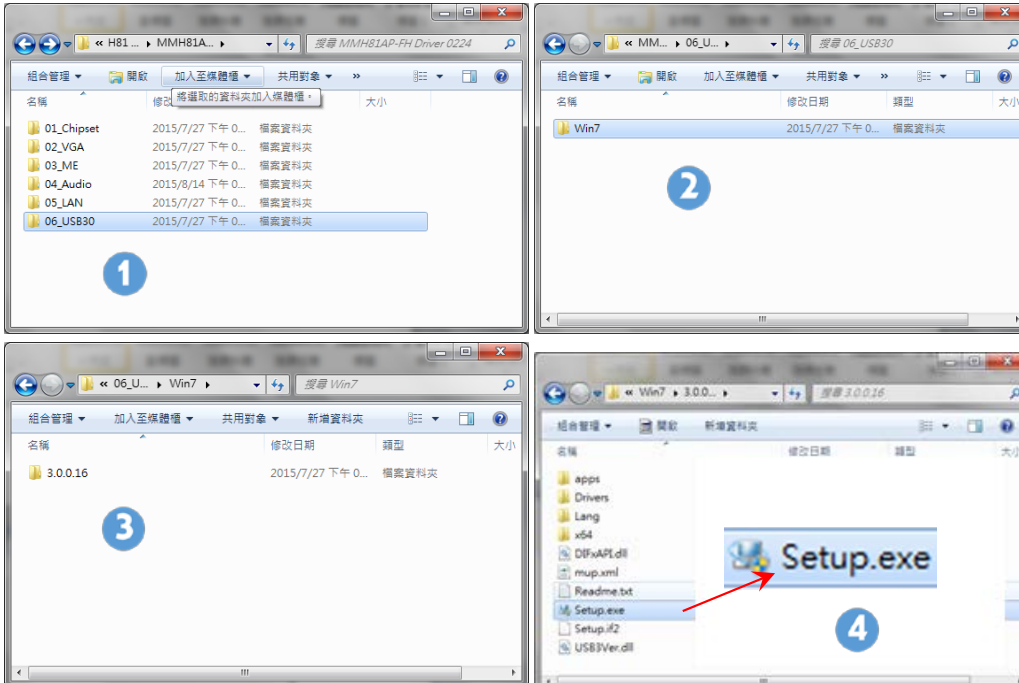 « H81 ... ▸ MMH81A... ▸ 搜尋 MMH81AP-FH Driver 0224
組合管理 ▼ 開啟 加入至媒體櫃 ▼ 共用對象 ▼ »
名稱 大小
將選取的資料夾加入媒體櫃。
01_Chipset 2015/7/27 下午 0... 檔案資料夾
02_VGA 2015/7/27 下午 0... 檔案資料夾
03_ME 2015/7/27 下午 0... 檔案資料夾
04_Audio 2015/8/14 下午 0... 檔案資料夾
05_LAN 2015/7/27 下午 0... 檔案資料夾
06_USB30 2015/7/27 下午 0... 檔案資料夾
1
« MM... ▸ 06_U... ▸ 搜尋 06_USB30
組合管理 ▼ 開啟 加入至媒體櫃 ▼ 共用對象 ▼ »
名稱 修改日期 類型 大小
Win7 2015/7/27 下午 0... 檔案資料夾
2
« 06_U... ▸ Win7 ▸ 搜尋 Win7
組合管理 ▼ 加入至媒體櫃 ▼ 共用對象 ▼ 新增資料夾
名稱 修改日期 類型 大小
3.0.0.16 2015/7/27 下午 0... 檔案資料夾
3
« Win7 ▸ 3.0.0... ▸ 搜尋 3.0.0.16
組合管理 ▼ 開啟 新增資料夾
名稱 修改日期 類型 大小
apps
Drivers
Lang
x64
DIFxAPI.dll
mup.xml
Readme.txt
Setup.exe
Setup.if2
USB3Ver.dll
Setup.exe
4